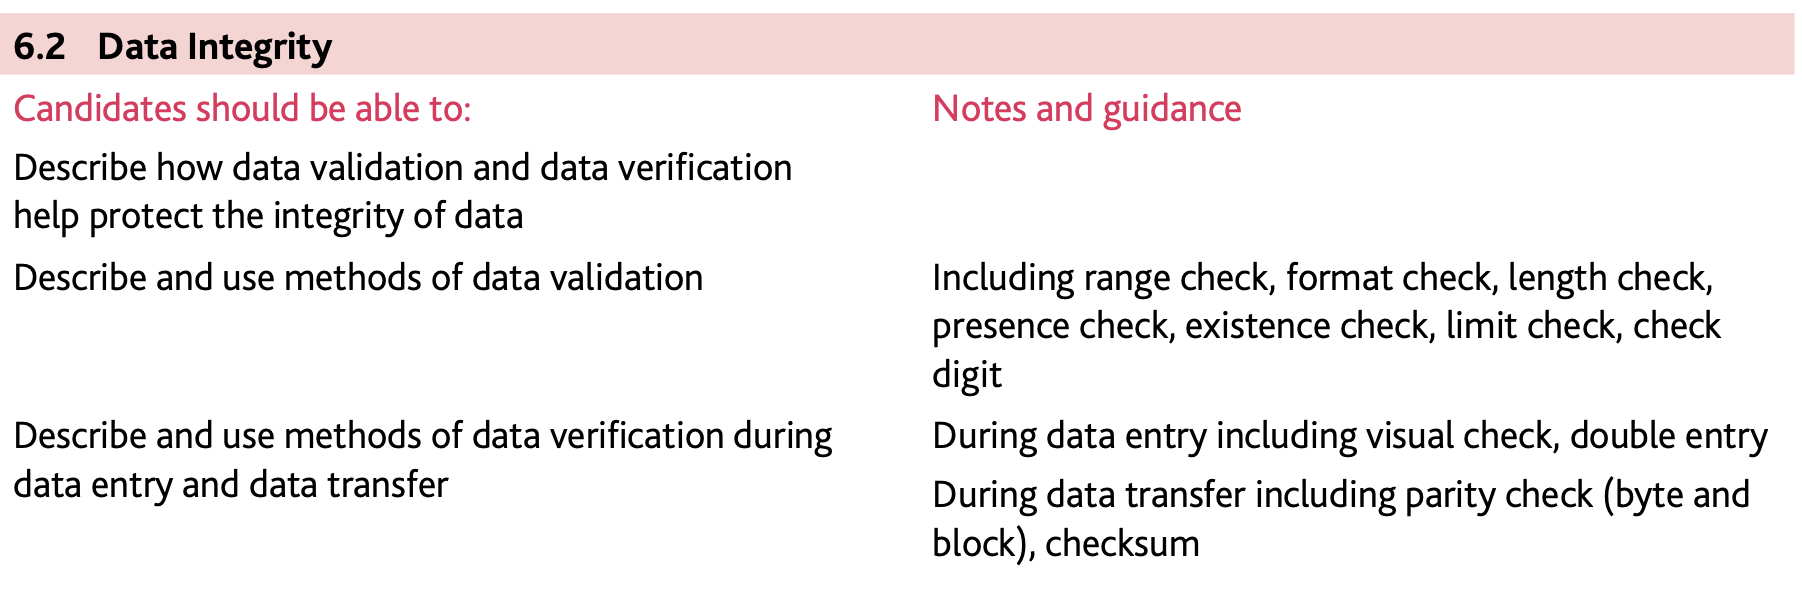 6.2 Data Integrity
Candidates should be able to:
Notes and guidance
Describe how data validation and data verification
help protect the integrity of data
Describe and use methods of data validation
Including range check, format check, length check,
presence check, existence check, limit check, check
digit
Describe and use methods of data verification during
data entry and data transfer
During data entry including visual check, double entry
During data transfer including parity check (byte and
block), checksum